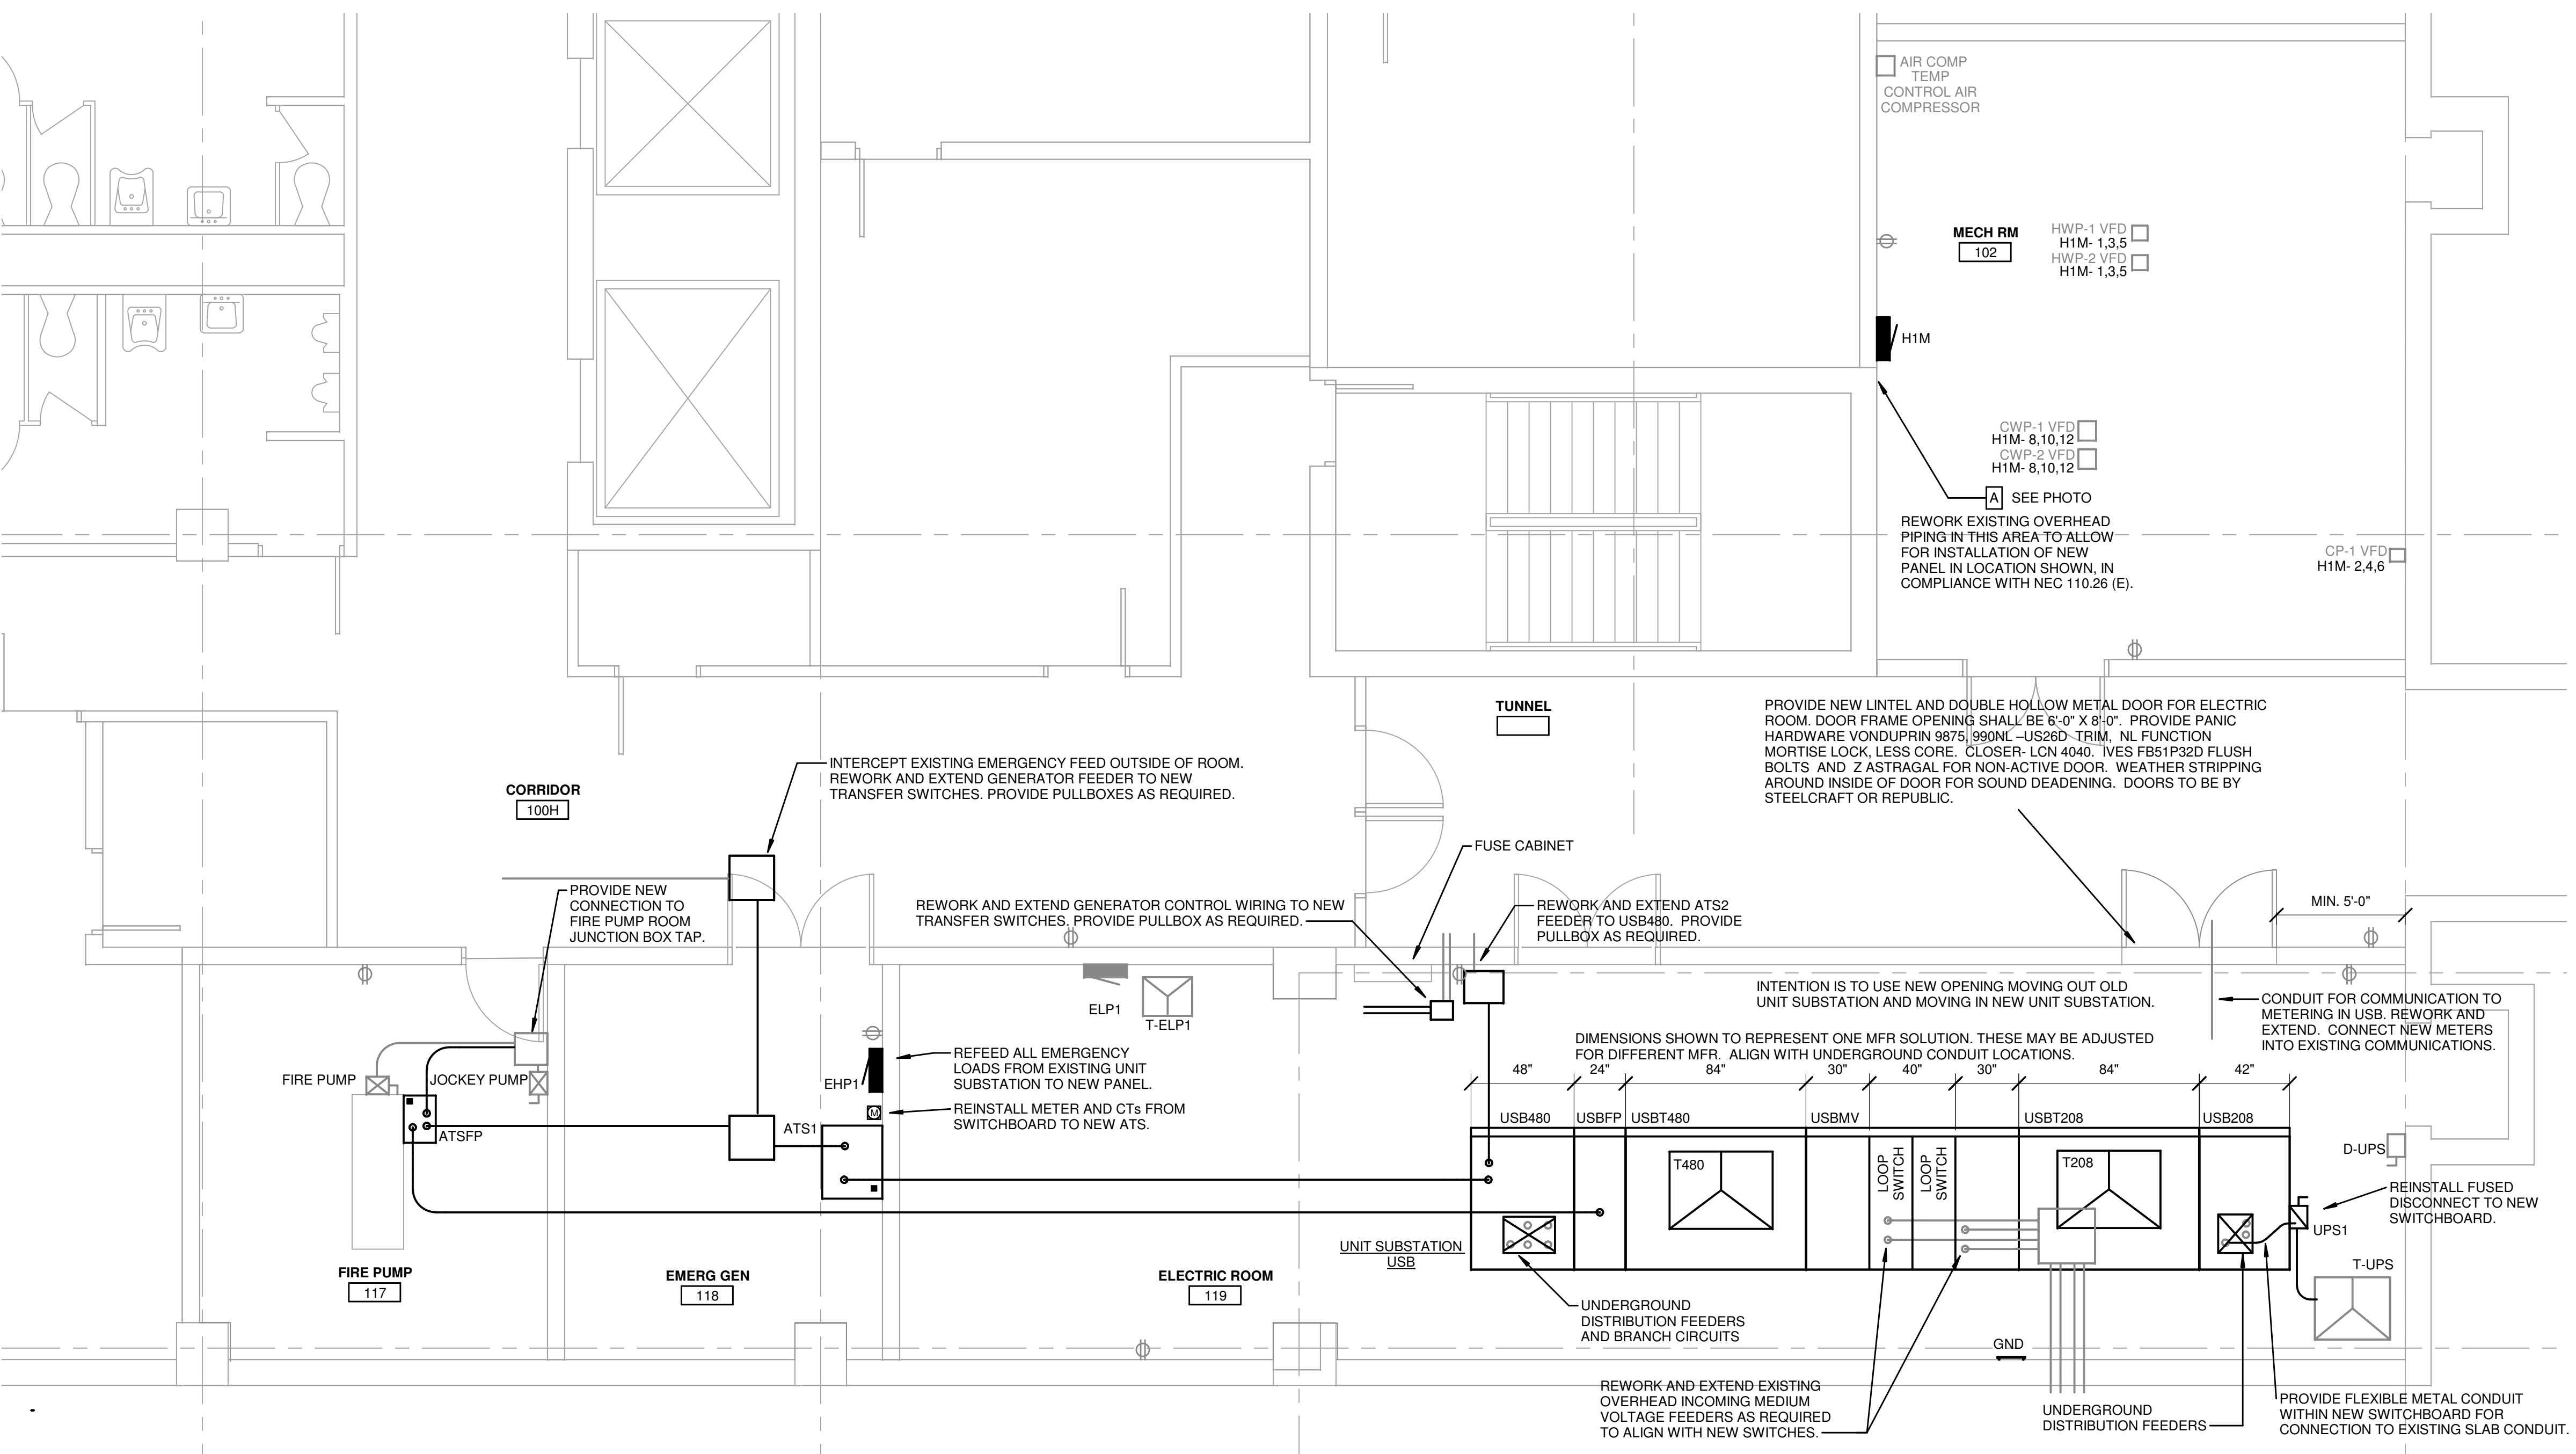 AIR COMP
TEMP
CONTROL AIR
COMPRESSOR
MECH RM
102
HWP-1 VFD
H1M- 1,3,5
HWP-2 VFD
H1M- 1,3,5
H1M
CWP-1 VFD
H1M- 8,10,12
CWP-2 VFD
H1M- 8,10,12
A SEE PHOTO
REWORK EXISTING OVERHEAD
PIPING IN THIS AREA TO ALLOW
FOR INSTALLATION OF NEW
PANEL IN LOCATION SHOWN, IN
COMPLIANCE WITH NEC 110.26 (E).
CP-1 VFD
H1M- 2,4,6
TUNNEL
PROVIDE NEW LINTEL AND DOUBLE HOLLOW METAL DOOR FOR ELECTRIC
ROOM. DOOR FRAME OPENING SHALL BE 6'-0" X 8'-0". PROVIDE PANIC
HARDWARE VONDUPRIN 9875, 990NL –US26D TRIM, NL FUNCTION
MORTISE LOCK, LESS CORE. CLOSER- LCN 4040. IVES FB51P32D FLUSH
BOLTS AND Z ASTRAGAL FOR NON-ACTIVE DOOR. WEATHER STRIPPING
AROUND INSIDE OF DOOR FOR SOUND DEADENING. DOORS TO BE BY
STEELCRAFT OR REPUBLIC.
INTERCEPT EXISTING EMERGENCY FEED OUTSIDE OF ROOM.
REWORK AND EXTEND GENERATOR FEEDER TO NEW
TRANSFER SWITCHES. PROVIDE PULLBOXES AS REQUIRED.
CORRIDOR
100H
FUSE CABINET
PROVIDE NEW
CONNECTION TO
FIRE PUMP ROOM
JUNCTION BOX TAP.
REWORK AND EXTEND GENERATOR CONTROL WIRING TO NEW
TRANSFER SWITCHES. PROVIDE PULLBOX AS REQUIRED.
REWORK AND EXTEND ATS2
FEEDER TO USB480. PROVIDE
PULLBOX AS REQUIRED.
MIN. 5'-0"
INTENTION IS TO USE NEW OPENING MOVING OUT OLD
UNIT SUBSTATION AND MOVING IN NEW UNIT SUBSTATION.
CONDUIT FOR COMMUNICATION TO
METERING IN USB. REWORK AND
EXTEND. CONNECT NEW METERS
INTO EXISTING COMMUNICATIONS.
ELP1
T-ELP1
DIMENSIONS SHOWN TO REPRESENT ONE MFR SOLUTION. THESE MAY BE ADJUSTED
FOR DIFFERENT MFR. ALIGN WITH UNDERGROUND CONDUIT LOCATIONS.
48" 24" 84" 30" 40" 30" 84" 42"
FIRE PUMP
JOCKEY PUMP
EHP1
REFEED ALL EMERGENCY
LOADS FROM EXISTING UNIT
SUBSTATION TO NEW PANEL.
M
REINSTALL METER AND CTs FROM
SWITCHBOARD TO NEW ATS.
ATSFP
ATS1
USB480 USBFP USBT480 USBMV USBT208 USB208
T480
LOOP
SWITCH
LOOP
SWITCH
T208
D-UPS
REINSTALL FUSED
DISCONNECT TO NEW
SWITCHBOARD.
UPS1
UNIT SUBSTATION
USB
T-UPS
FIRE PUMP
117
EMERG GEN
118
ELECTRIC ROOM
119
UNDERGROUND
DISTRIBUTION FEEDERS
AND BRANCH CIRCUITS
GND
REWORK AND EXTEND EXISTING
OVERHEAD INCOMING MEDIUM
VOLTAGE FEEDERS AS REQUIRED
TO ALIGN WITH NEW SWITCHES.
UNDERGROUND
DISTRIBUTION FEEDERS
PROVIDE FLEXIBLE METAL CONDUIT
WITHIN NEW SWITCHBOARD FOR
CONNECTION TO EXISTING SLAB CONDUIT.